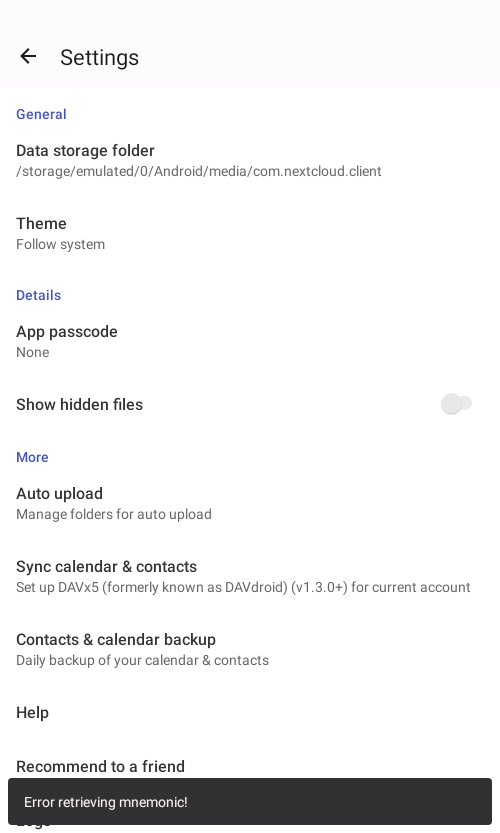 Settings
General
Data storage folder
/storage/emulated/0/Android/media/com.nextcloud.client
Theme
Follow system
Details
App passcode
None
Show hidden files
More
Auto upload
Manage folders for auto upload
Sync calendar & contacts
Set up DAVx5 (formerly known as DAVdroid) (v1.3.0+) for current account
Contacts & calendar backup
Daily backup of your calendar & contacts
Help
Recommend to a friend
Error retrieving mnemonic!